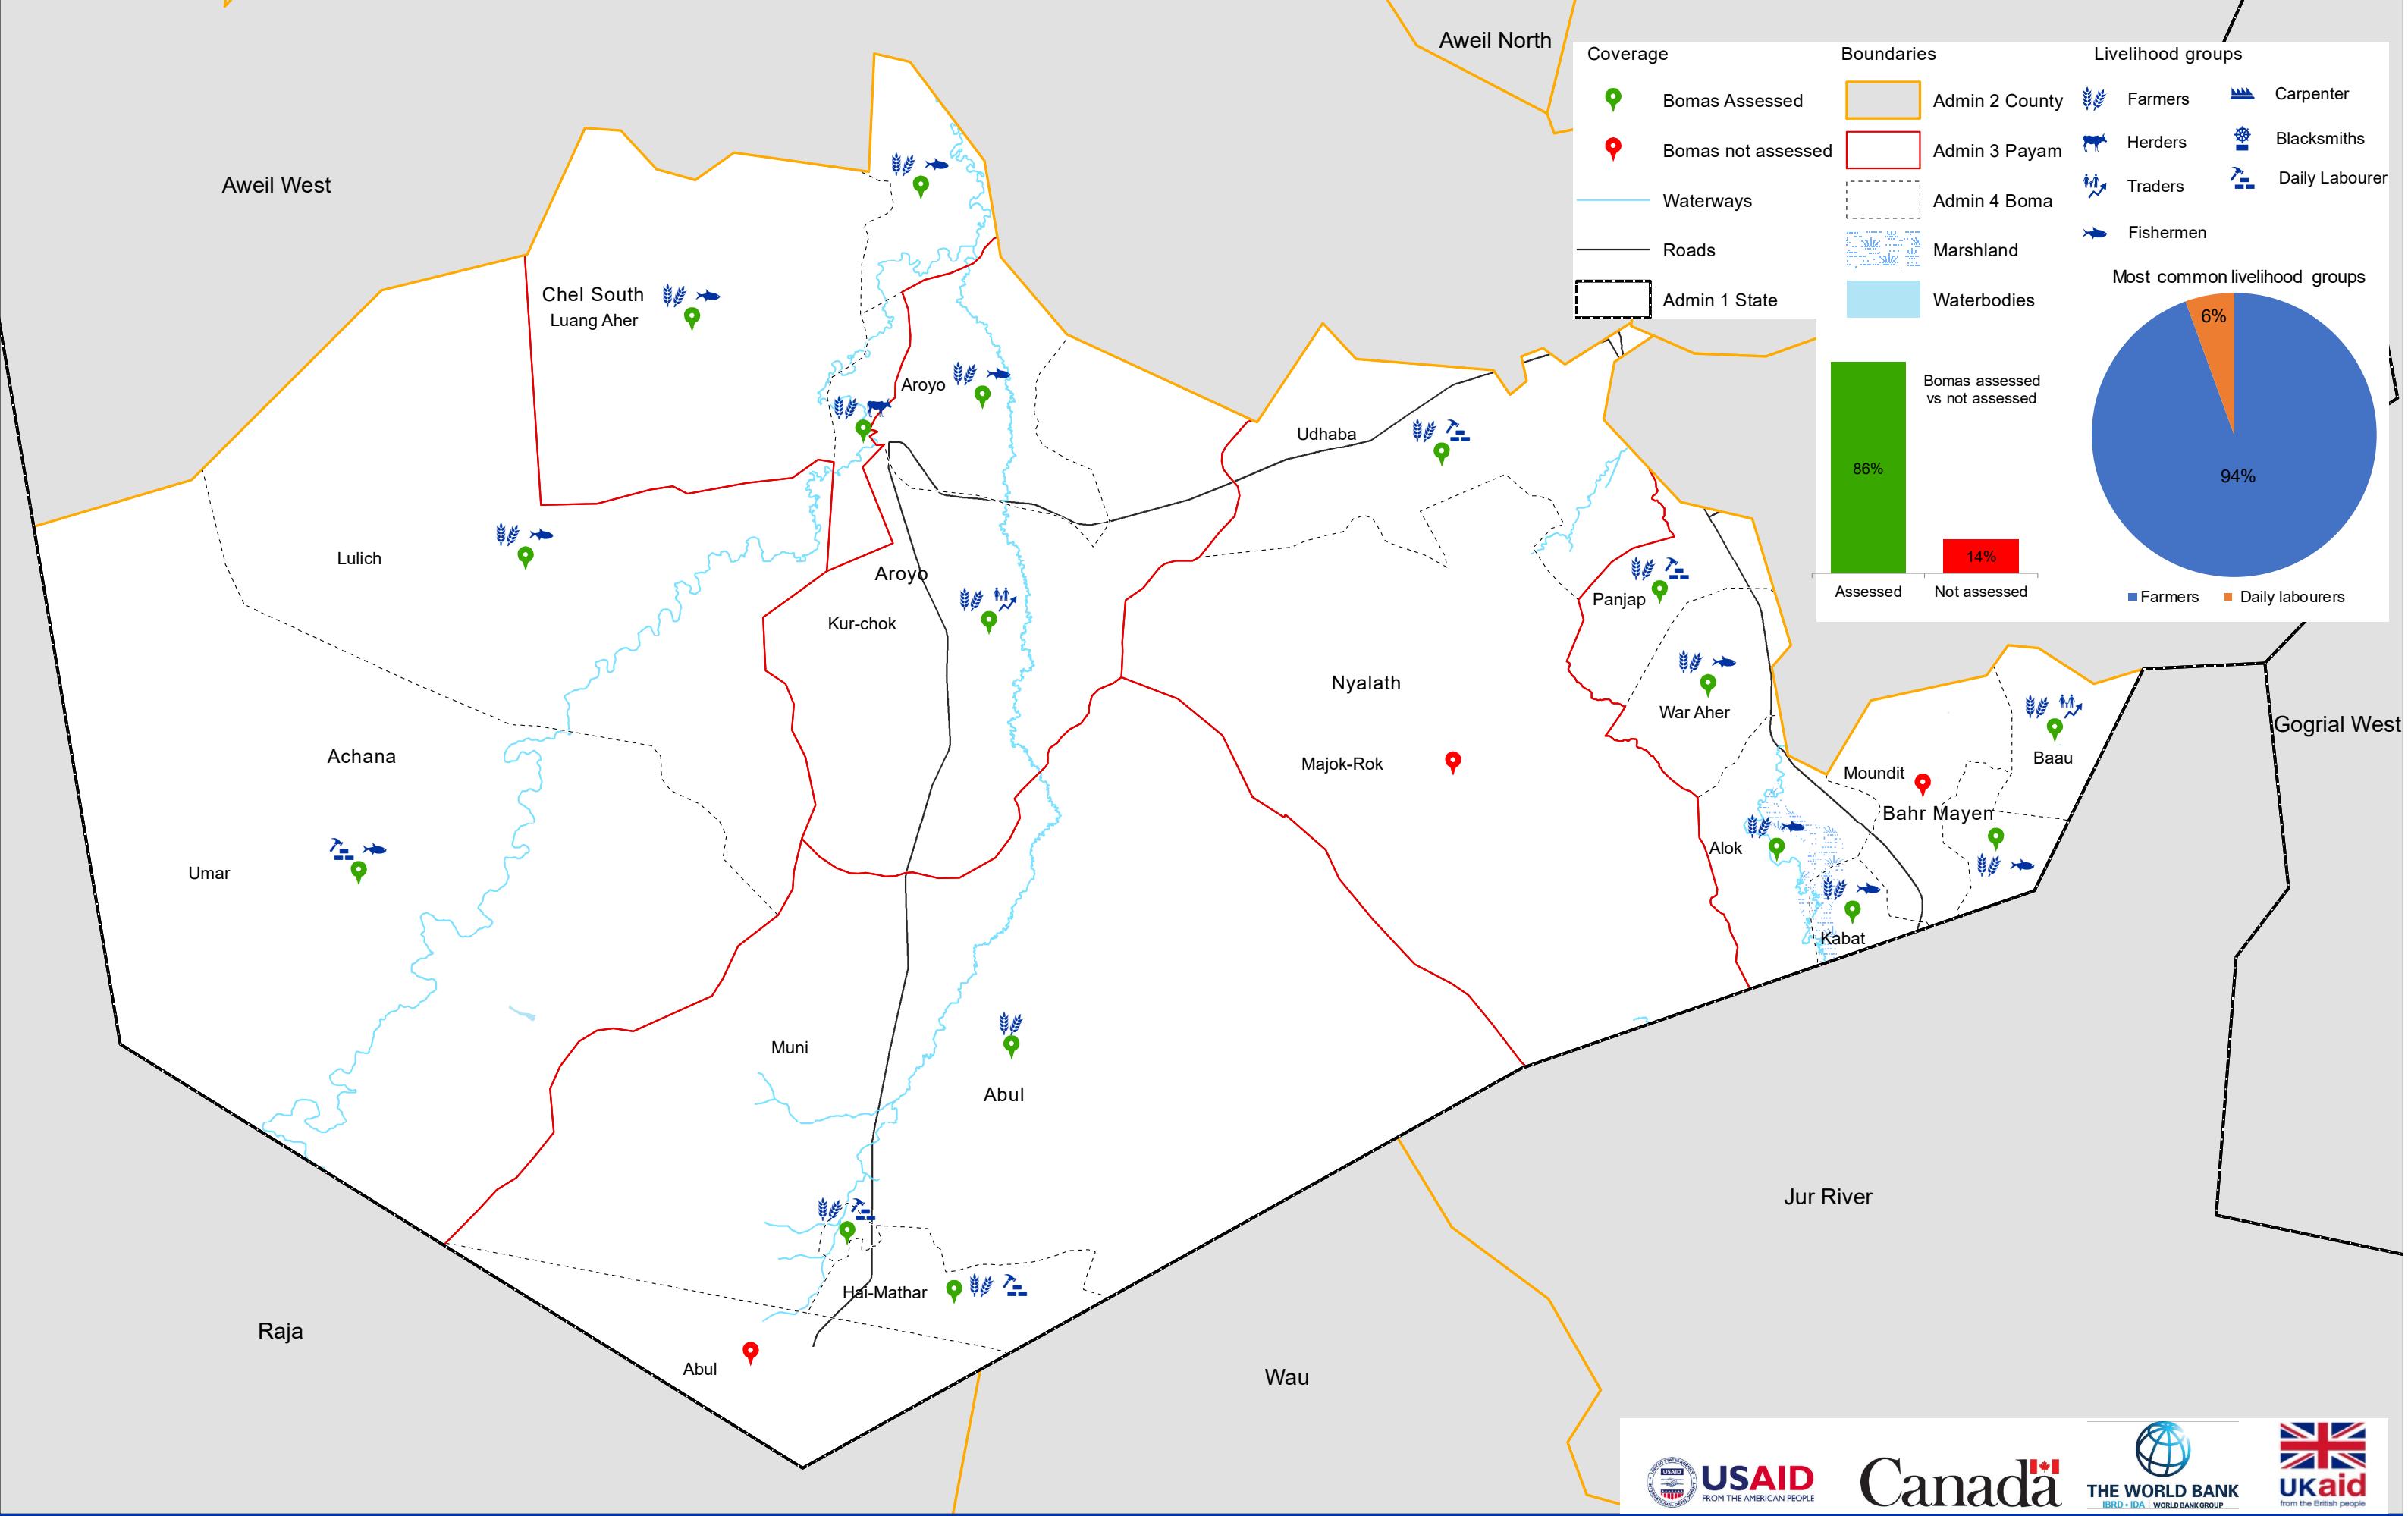 Aweil North
Aweil West
Coverage
Bomas Assessed
Bomas not assessed
Waterways
Roads
Admin 1 State
Boundaries
Admin 2 County
Admin 3 Payam
Admin 4 Boma
Marshland
Waterbodies
Livelihood groups
Farmers
Herders
Traders
Fishermen
Carpenter
Blacksmiths
Daily Labourer
Most common livelihood groups
6%
94%
Farmers
Daily labourers
Bomas assessed
vs not assessed
86%
14%
Assessed
Not assessed
Chel South
Luang Aher
Aroyo
Udhaba
Lulich
Aroyo
Kur-chok
Panjap
Nyalath
War Aher
Gogrial West
Achana
Majok-Rok
Moundit
Baau
Bahr Mayen
Umar
Alok
Kabat
Muni
Abul
Jur River
Hai-Mathar
Raja
Abul
Wau
USAID
USAID
FROM THE AMERICAN PEOPLE
Canada
THE WORLD BANK
IBRD • IDA | WORLD BANK GROUP
UKaid
from the British people